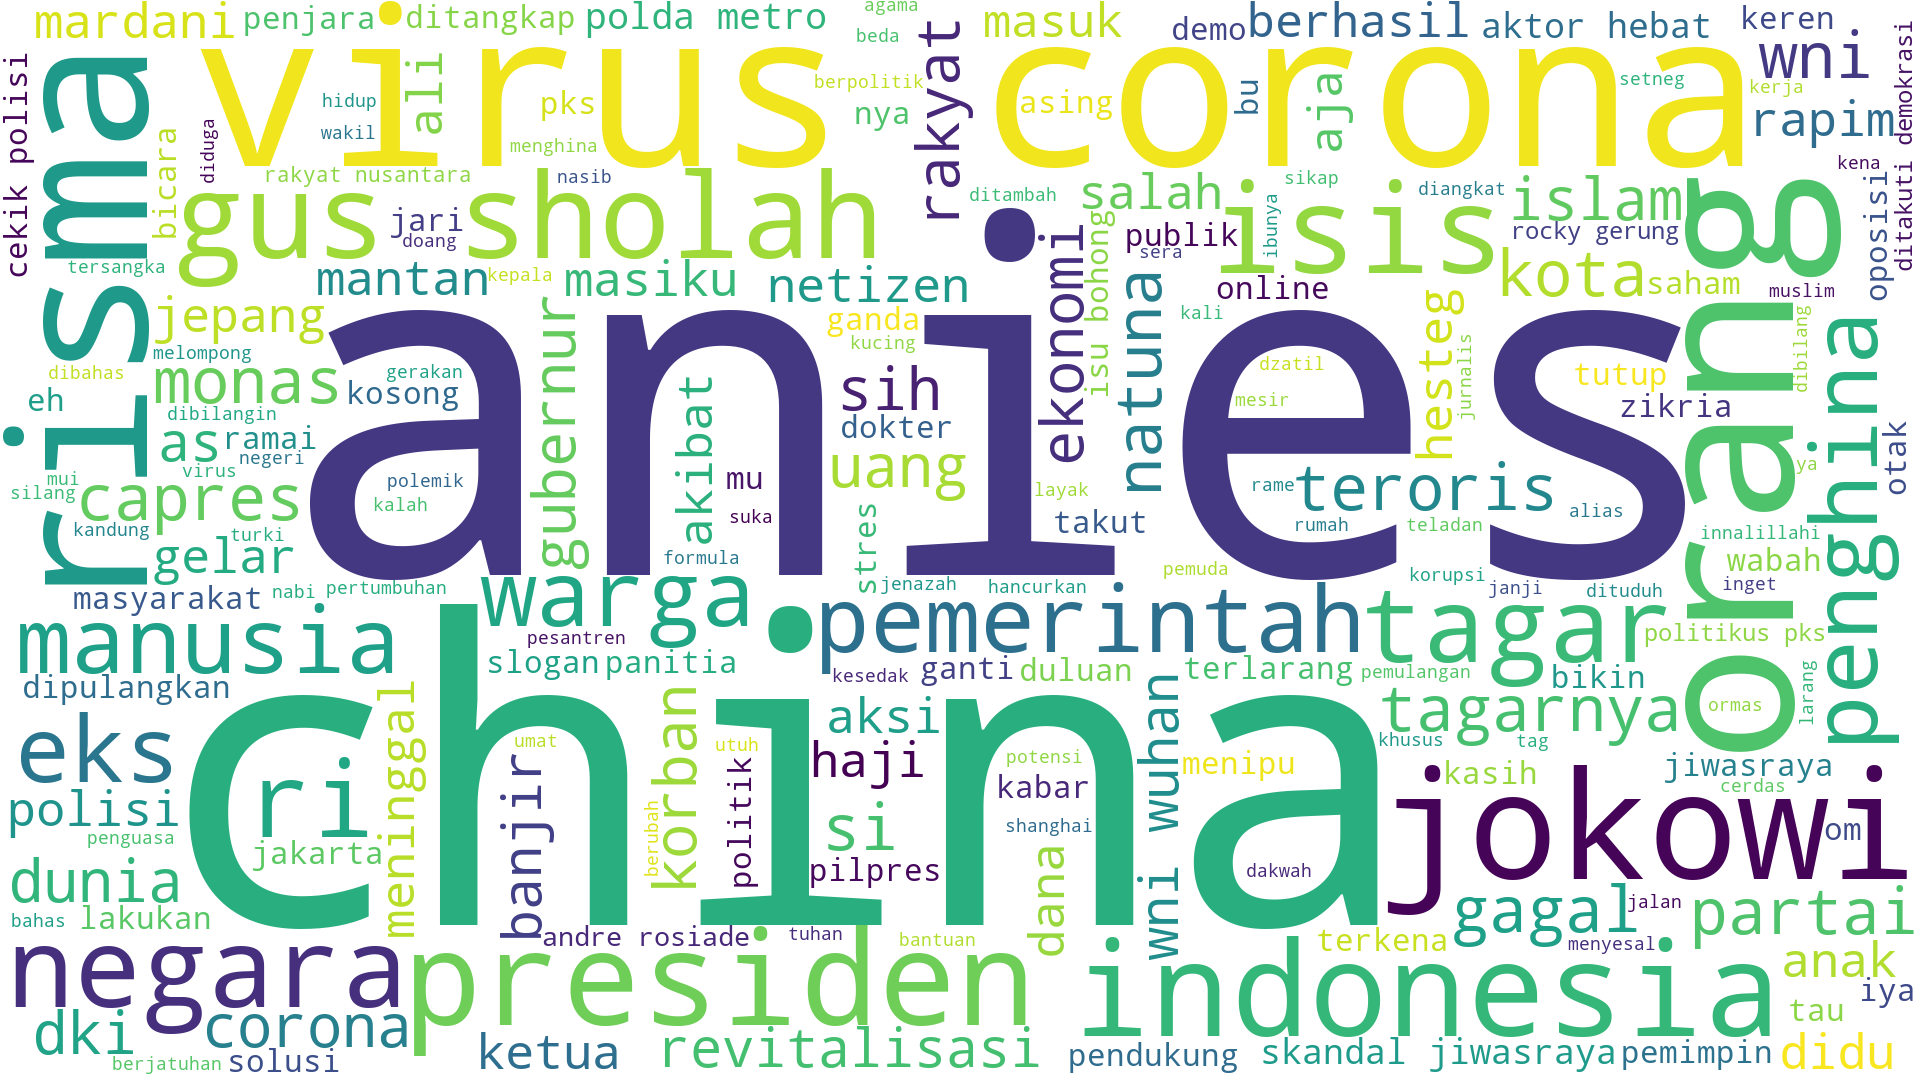 mardani
penjara
ditangkap
polda metro
agama
beda
masuk
demo
berhasil
aktor hebat
keren
wni
cekik polisi
risma
virus corona
ali
hidup
wakil
pks
menghina
berpolitik
nya
rakyat
asing
bu
aja
setneg
kerja
rapim
ditakuti demokrasi
bicara
diduga
rakyat nusantara
nasib
gus sholah
jari
doang
ditambah
salah
sikap
isis
diangkat
islam
kena
oposisi
orang
tersangka
mantan
kepala
masiku
netizen
publik
sera
ibunya
rocky gerung
online
kota
saham
muslim
jepang
gubernur
ganda
kucing
ekonomi
isu bohong
natuna
kali
hesteg
jurnalis
dibilang
penghina
melompong
dibahas
monas
gerakan
kosong
anies
sih
dzatil
mesir
tutup
zikria
eh
dibilangin
as
ramai
negeri
akibat
dokter
otak
mui
virus
silang
capres
polemik
kalah
mu
suka
uang
layak
takut
rame
teroris
rumah
teladan
alias
ya
kandung
turki
gelar
formula
stres
innalillahi
wabah
masyarakat
nabi
pertumbuhan
warga
jenazah
hancurkan
pemuda
korupsi
janji
dituduh
inget
manusia
pesantren
slogan
panitia
pemerintah
tagar
politikus pks
dipulangkan
kesedak
ganti
duluan
terlarang
pemulangan
bikin
larang
eks
meninggal
china
umat
korban
utuh
aksi
wni wuhan
tagarnya
ormas
khusus
tag
ri
banjir
politik
haji
potensi
kabar
menipu
kasih
jiwasraya
cerdas
polisi
penguasa
jakarta
berubah
si
shanghai
jokowi
om
dunia
pilpres
dana
dakwah
bahas
lakukan
gagal
jalan
partai
negara
andre rosiade
tuhan
bantuan
terkena
menyesal
anak
presiden
indonesia
iya
dki
corona
tau
berjatuhan
solusi
ketua
revitalisasi
pendukung
skandal jiwasraya
pemimpin
didu